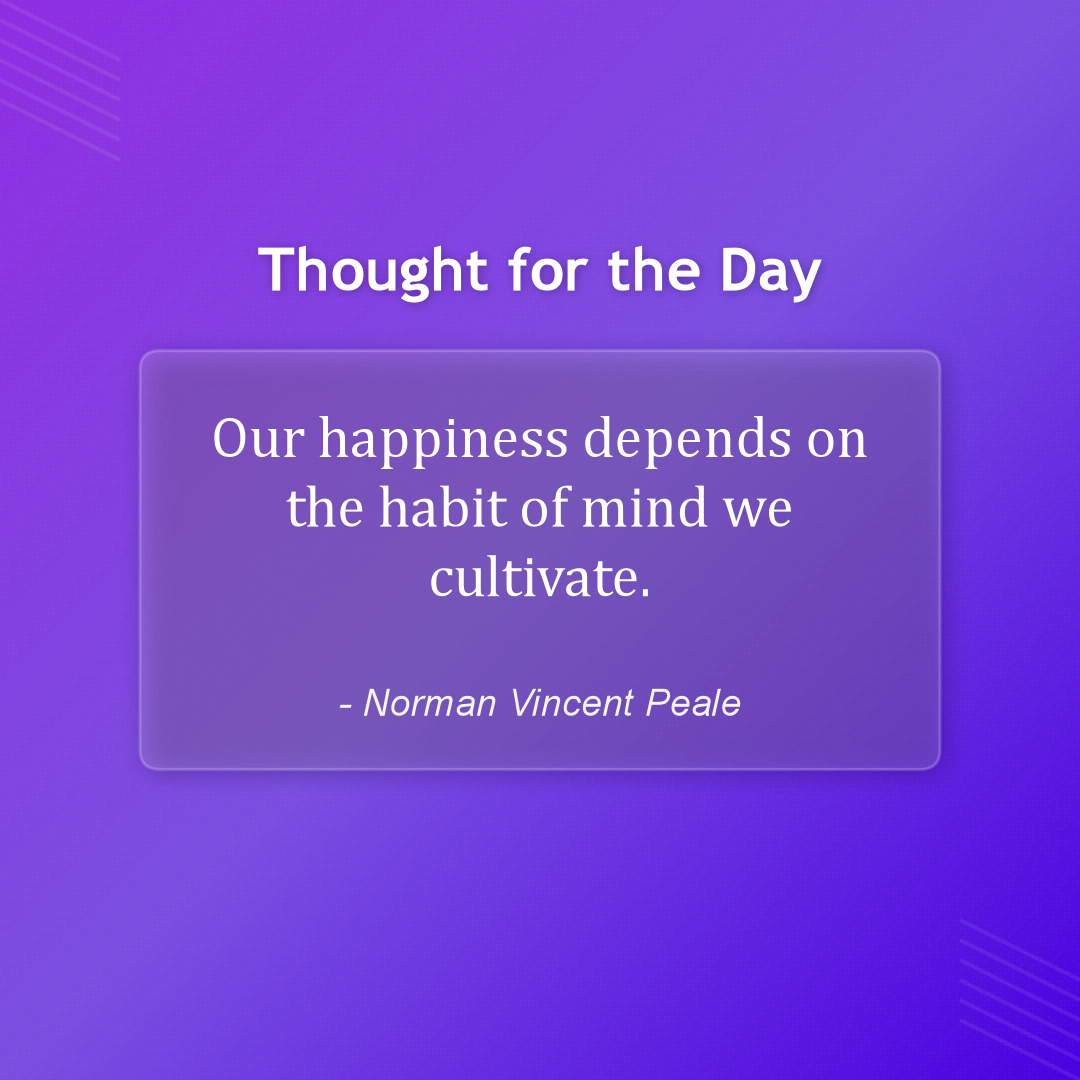 Thought for the Day
Our happiness depends on
the habit of mind we
cultivate.
- Norman Vincent Peale